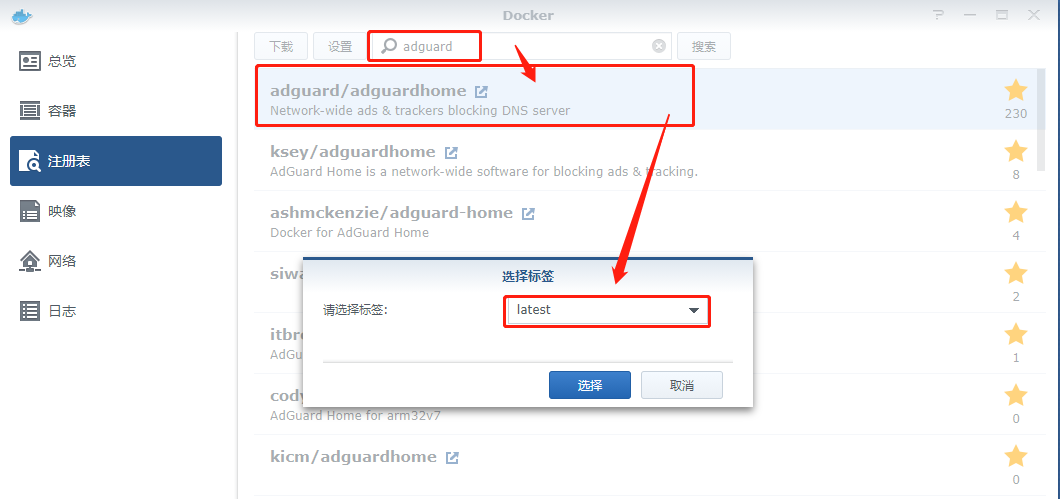 Docker
总览
容器
注册表
映像
网络
日志
下载
设置
adguard
搜索
adguard/adguardhome
Network-wide ads & trackers blocking DNS server
230
ksey/adguardhome
AdGuard Home is a network-wide software for blocking ads & tracking.
8
ashmckenzie/adguard-home
Docker for AdGuard Home
4
2
1
AdGuard Home for arm32v7
0
kicm/adguardhome
0
选择标签
请选择标签:
latest
选择
取消